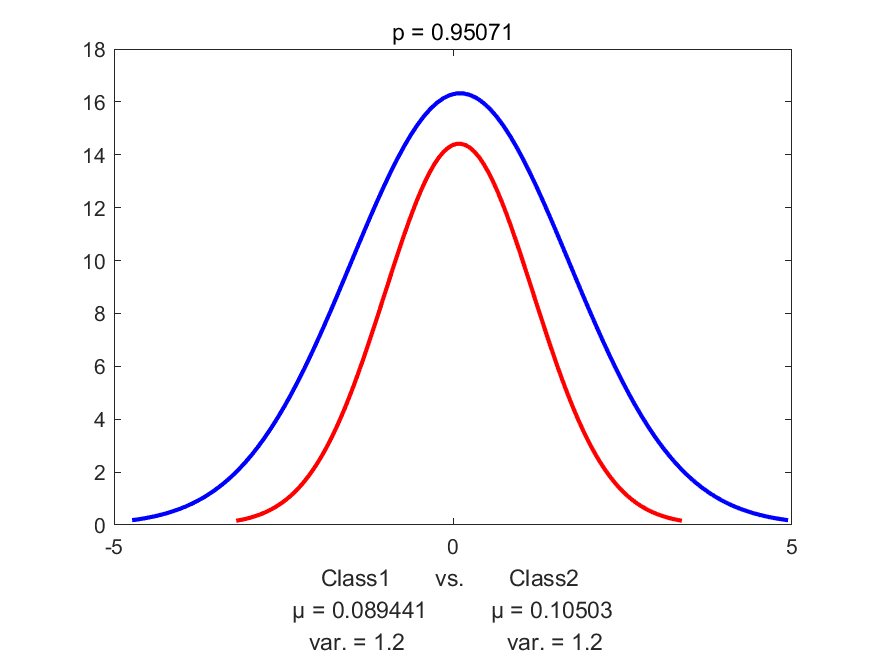 p = 0.95071
18
16
14
12
10
8
6
4
2
0
-5 0 5
Class1 vs. Class2
μ = 0.089441 μ = 0.10503
var. = 1.2 var. = 1.2